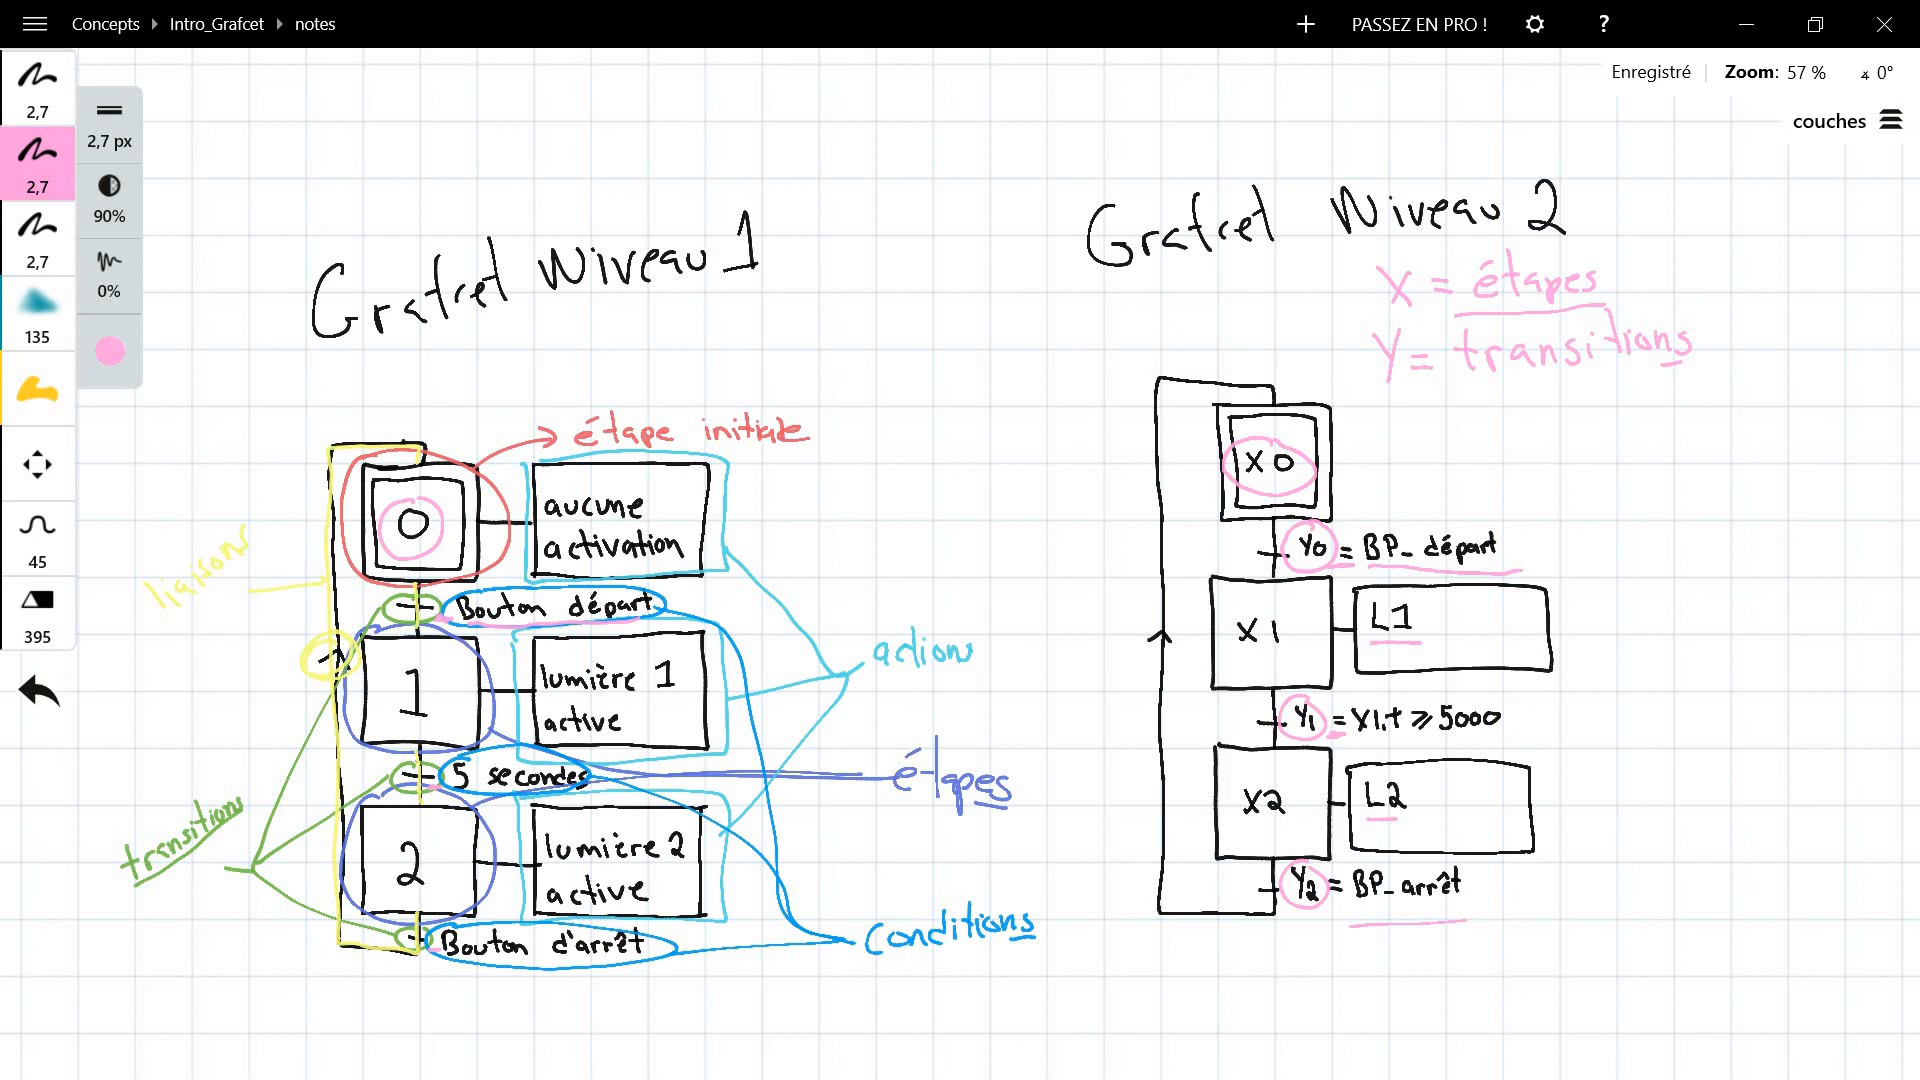 Concepts Intro_Grafcet notes
PASSEZ EN PRO ! ?
Enregistré Zoom: 57 % 0°
couches
2,7
2,7
2,7
135
45
395
2,7 px
90%
0%
Grafcet Niveau 1
étape initiale
0
aucune
activation
Bouton départ
1
lumière 1
active
5 secondes
2
lumière 2
active
Bouton d'arrêt
liaisons
transitions
actions
étapes
conditions
Grafcet Niveau 2
X = étapes
Y = transitions
X0
Y0 = BP_départ
X1
L1
Y1 = X1.t ≥ 5000
X2
L2
Y2 = BP_arrêt